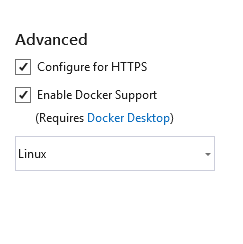 Advanced
Configure for HTTPS
Enable Docker Support
(Requires Docker Desktop)
Linux